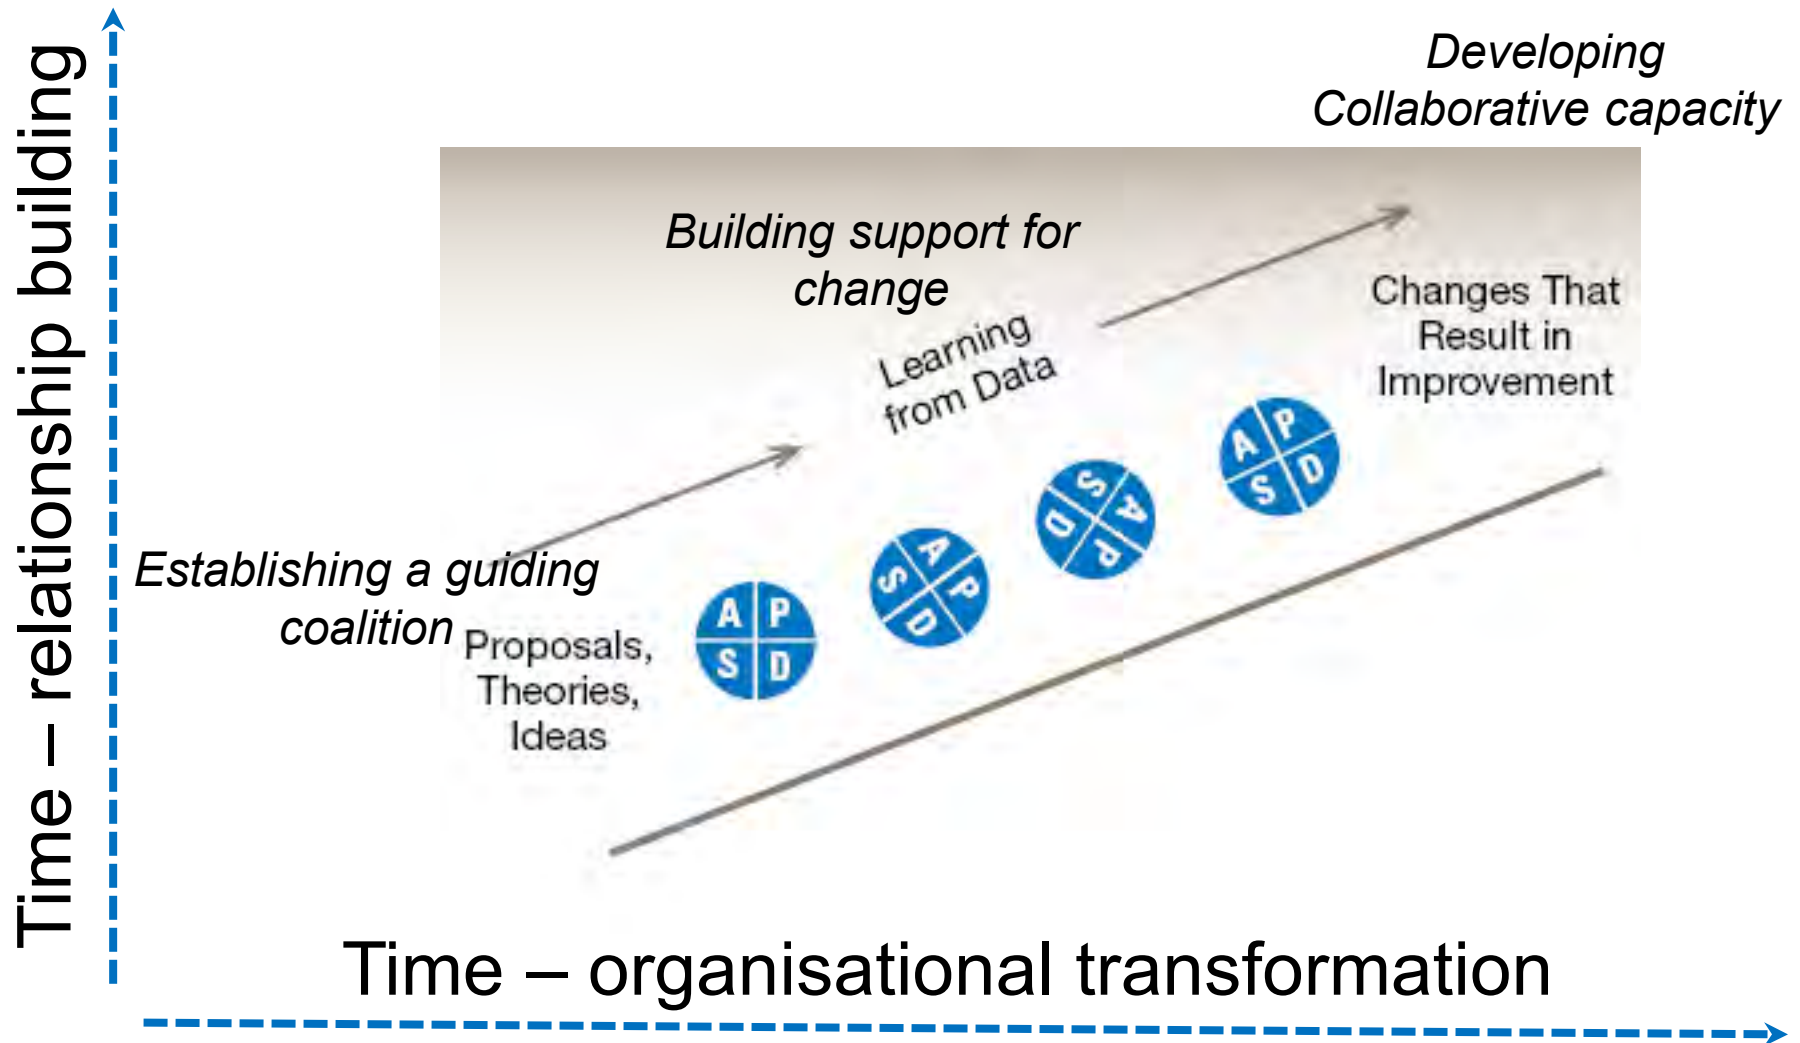 Time – relationship building
Developing
Collaborative capacity
Building support for
change
Learning
from Data
Changes That
Result in
Improvement
Establishing a guiding
coalition
Proposals,
Theories,
Ideas
A P
S D
A P
S D
A P
S D
A P
S D
Time – organisational transformation